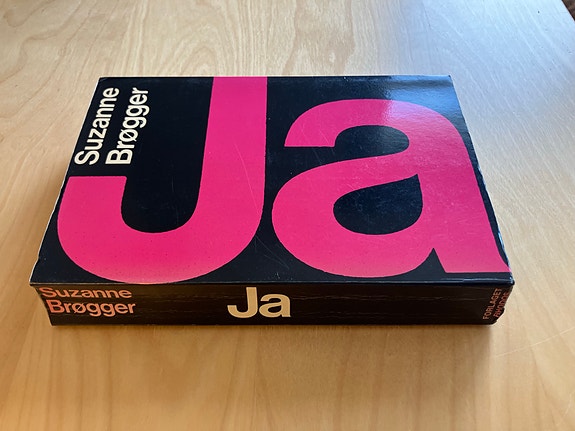 Suzanne
Brøgger
Ja
Suzanne
Brøgger
Ja
FORLAGET